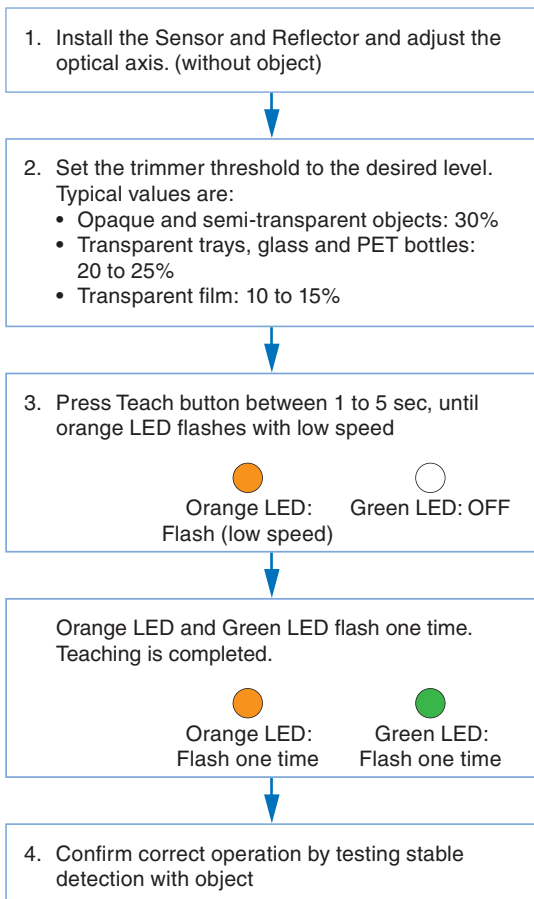 1. Install the Sensor and Reflector and adjust the
optical axis. (without object)
2. Set the trimmer threshold to the desired level.
Typical values are:
• Opaque and semi-transparent objects: 30%
• Transparent trays, glass and PET bottles:
20 to 25%
• Transparent film: 10 to 15%
3. Press Teach button between 1 to 5 sec, until
orange LED flashes with low speed
Orange LED: Green LED: OFF
Flash (low speed)
Orange LED and Green LED flash one time.
Teaching is completed.
Orange LED: Green LED:
Flash one time Flash one time
4. Confirm correct operation by testing stable
detection with object